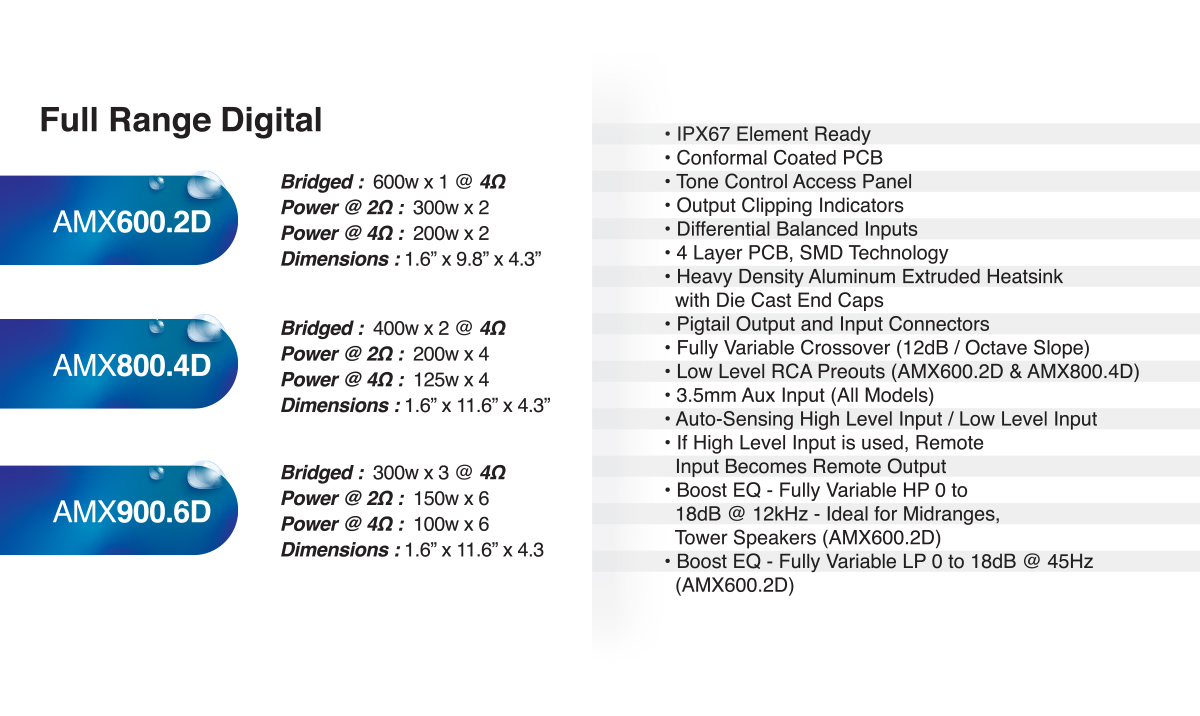 Full Range Digital
AMX600.2D
Bridged : 600w x 1 @ 4Ω
Power @ 2Ω : 300w x 2
Power @ 4Ω : 200w x 2
Dimensions : 1.6” x 9.8” x 4.3”
AMX800.4D
Bridged : 400w x 2 @ 4Ω
Power @ 2Ω : 200w x 4
Power @ 4Ω : 125w x 4
Dimensions : 1.6” x 11.6” x 4.3”
AMX900.6D
Bridged : 300w x 3 @ 4Ω
Power @ 2Ω : 150w x 6
Power @ 4Ω : 100w x 6
Dimensions : 1.6” x 11.6” x 4.3
• IPX67 Element Ready
• Conformal Coated PCB
• Tone Control Access Panel
• Output Clipping Indicators
• Differential Balanced Inputs
• 4 Layer PCB, SMD Technology
• Heavy Density Aluminum Extruded Heatsink
with Die Cast End Caps
• Pigtail Output and Input Connectors
• Fully Variable Crossover (12dB / Octave Slope)
• Low Level RCA Preouts (AMX600.2D & AMX800.4D)
• 3.5mm Aux Input (All Models)
• Auto-Sensing High Level Input / Low Level Input
• If High Level Input is used, Remote
Input Becomes Remote Output
• Boost EQ - Fully Variable HP 0 to
18dB @ 12kHz - Ideal for Midranges,
Tower Speakers (AMX600.2D)
• Boost EQ - Fully Variable LP 0 to 18dB @ 45Hz
(AMX600.2D)